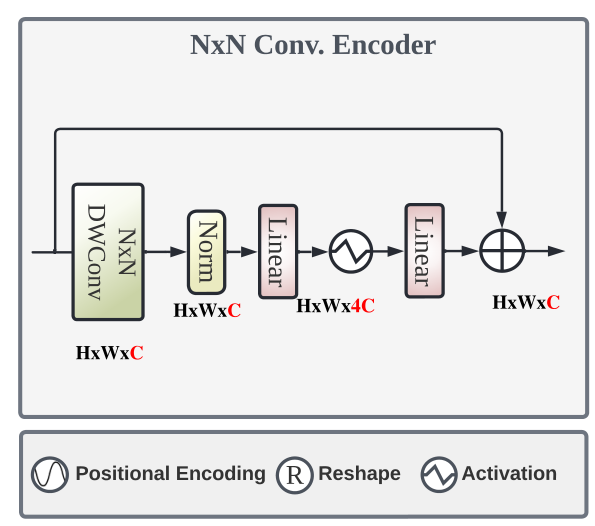 NxN Conv. Encoder
NxN
DWConv
Norm
Linear
Linear
HxWxC
HxWx4C
HxWxC
HxWxC
Positional Encoding
R
Reshape
Activation